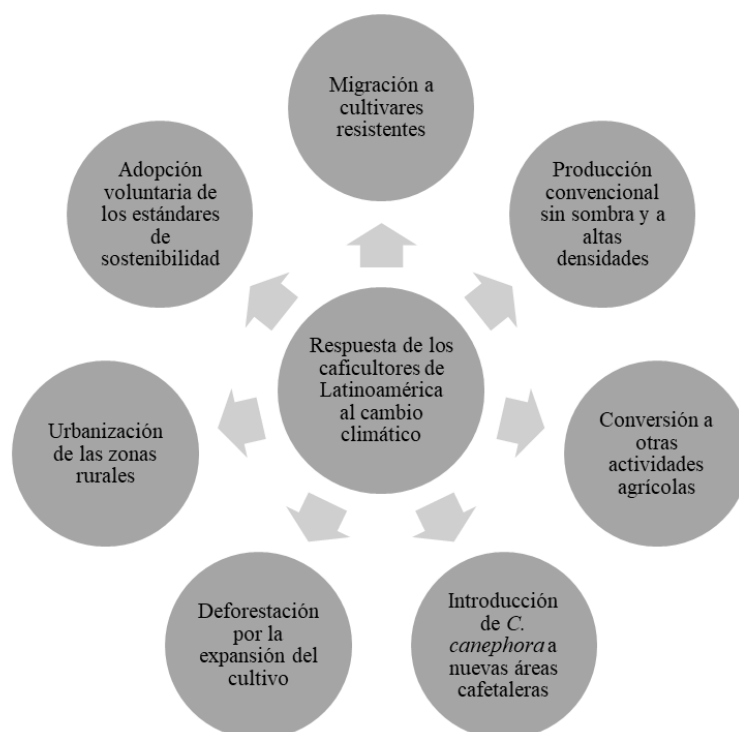 Migración a
cultivares
resistentes
Producción
convencional
sin sombra y a
altas
densidades
Conversión a
otras
actividades
agrícolas
Introducción
de C.
canephora a
nuevas áreas
cafetaleras
Deforestación
por la
expansión del
cultivo
Urbanización
de las zonas
rurales
Adopción
voluntaria de
los estándares
de
sostenibilidad
Respuesta de los
caficultores de
Latinoamérica
al cambio
climático